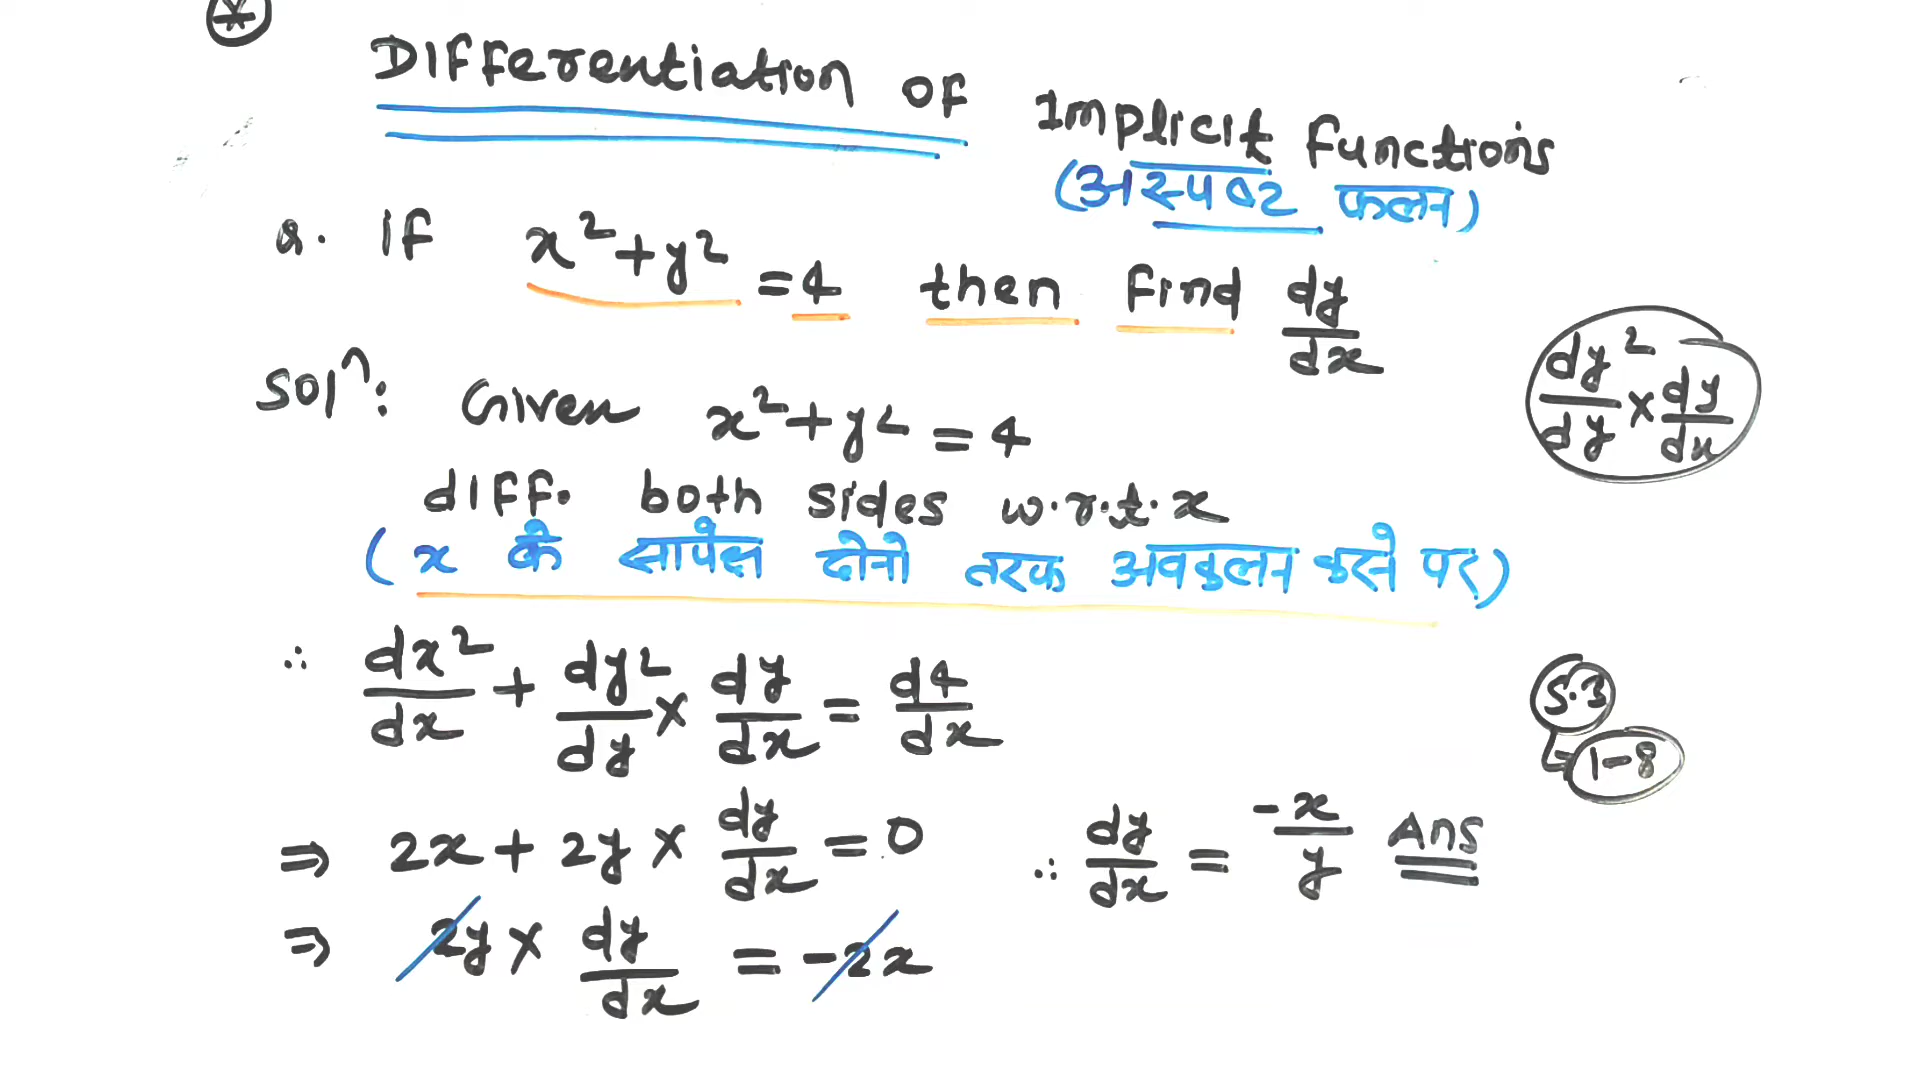 Differentiation of Implicit Functions
(अस्पष्ट फलन)
Q. If x²+y² = 4 then find dy/dx
Solⁿ: Given x²+y² = 4
dy²/dy × dy/dx
diff. both sides w.r.t. x
(x के सापेक्ष दोनो तरफ अवकलन करने पर)
∴ dx²/dx + dy²/dy × dy/dx = d4/dx
5.3
1-8
⇒ 2x + 2y × dy/dx = 0
⇒ 2y × dy/dx = -2x
∴ dy/dx = -x/y Ans